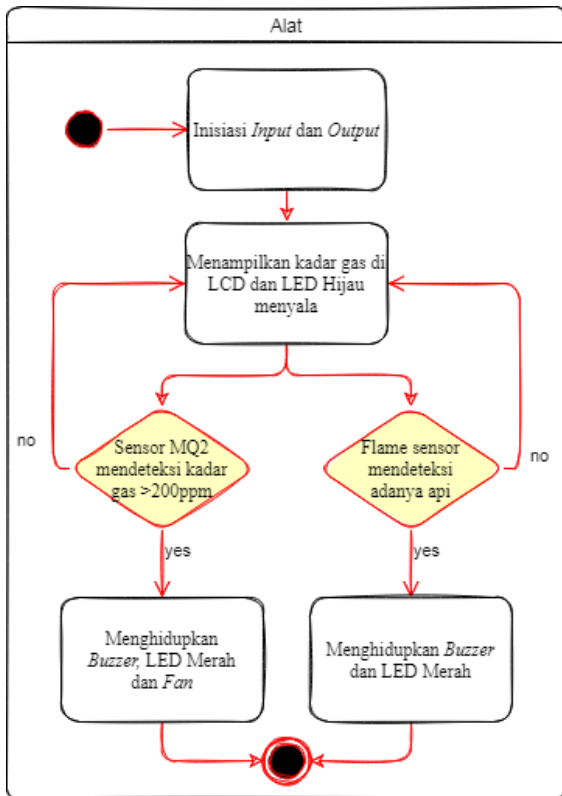 Alat
Inisiasi Input dan Output
Menampilkan kadar gas di
LCD dan LED Hijau
menyala
no
Sensor MQ2
mendeteksi kadar
gas >200ppm
Flame sensor
mendeteksi
adanya api
no
yes
yes
Menghidupkan
Buzzer, LED Merah
dan Fan
Menghidupkan Buzzer
dan LED Merah